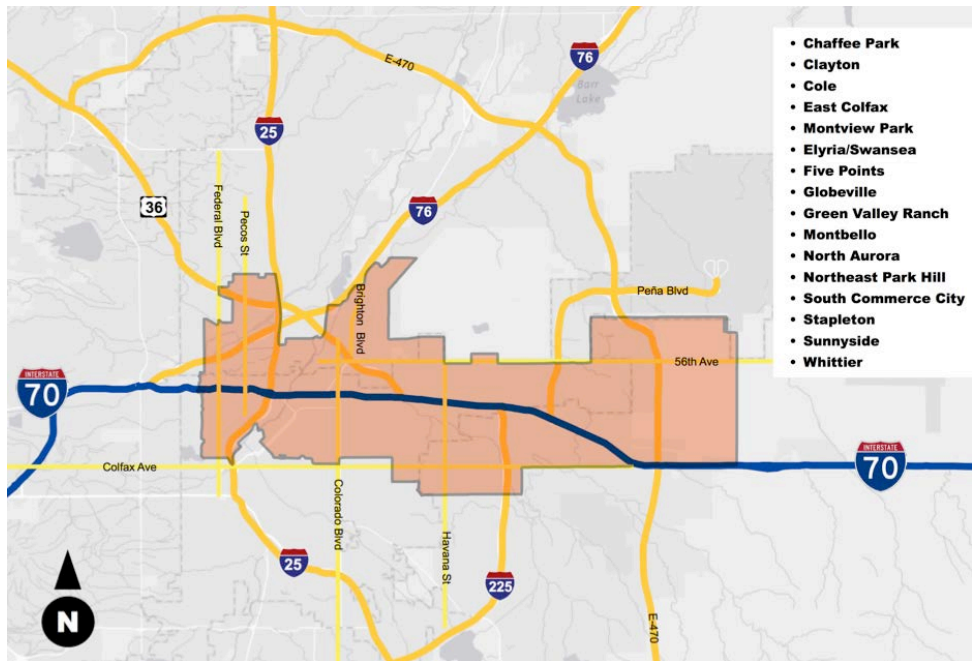 • Chaffee Park
• Clayton
• Cole
• East Colfax
• Montview Park
• Elyria/Swansea
• Five Points
• Globeville
• Green Valley Ranch
• Montbello
• North Aurora
• Northeast Park Hill
• South Commerce City
• Stapleton
• Sunnyside
• Whittier
E-470
76
Barr
Lake
25
36
Federal Blvd
Pecos St
76
Brighton Blvd
Peña Blvd
56th Ave
INTERSTATE
70
Colfax Ave
INTERSTATE
70
Colorado Blvd
Havana St
25
225
E-470
N